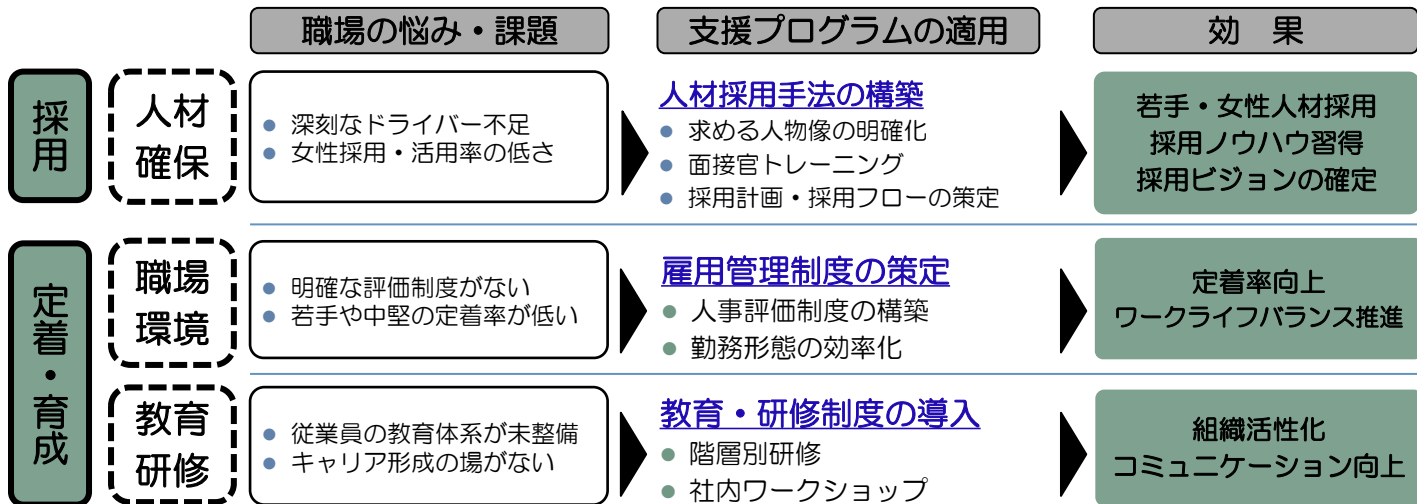 職場の悩み・課題
支援プログラムの適用
効　果
採用
人材
確保
● 深刻なドライバー不足
● 女性採用・活用率の低さ
人材採用手法の構築
● 求める人物像の明確化
● 面接官トレーニング
● 採用計画・採用フローの策定
若手・女性人材採用
採用ノウハウ習得
採用ビジョンの確定
定着・育成
職場
環境
● 明確な評価制度がない
● 若手や中堅の定着率が低い
雇用管理制度の策定
● 人事評価制度の構築
● 勤務形態の効率化
定着率向上
ワークライフバランス推進
教育
研修
● 従業員の教育体系が未整備
● キャリア形成の場がない
教育・研修制度の導入
● 階層別研修
● 社内ワークショップ
組織活性化
コミュニケーション向上